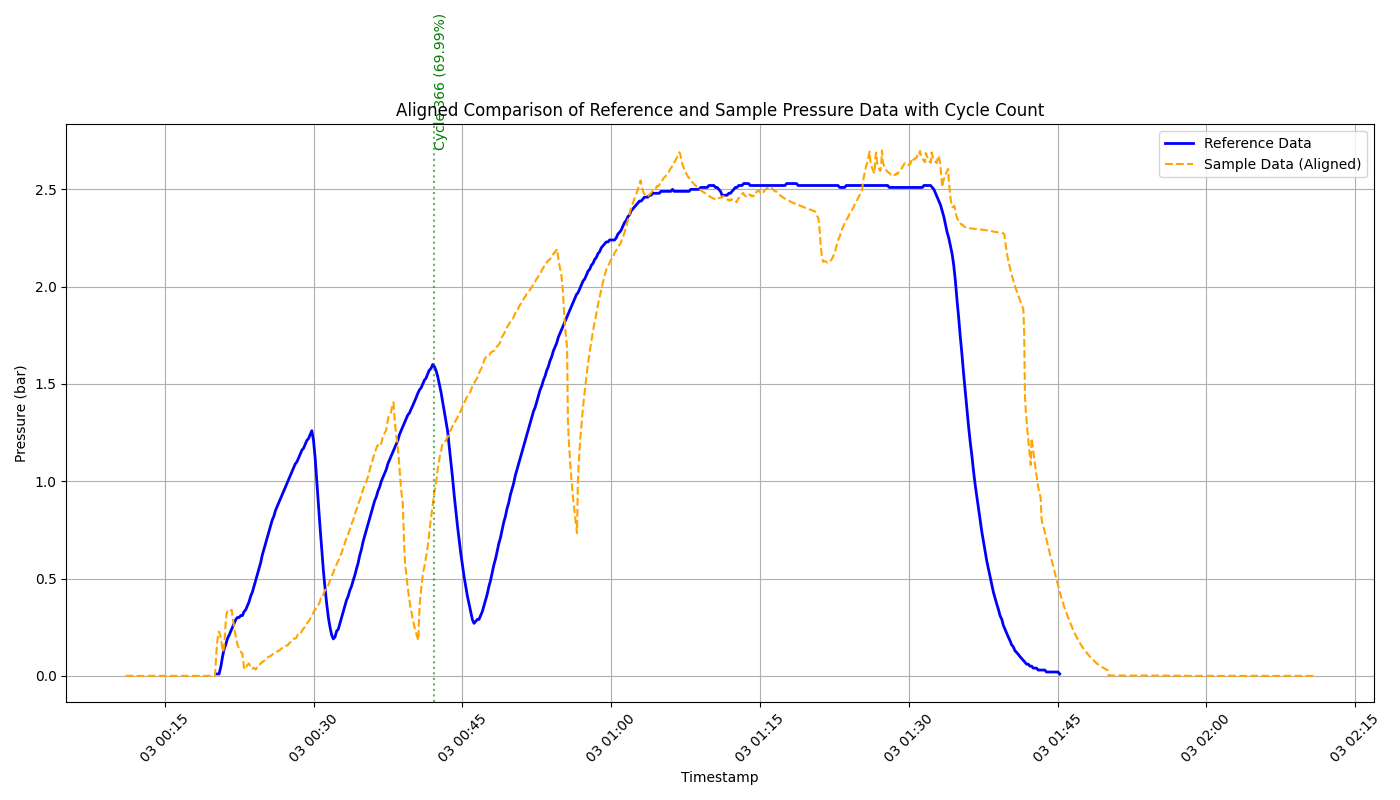 Cycle 366 (69.99%)
Aligned Comparison of Reference and Sample Pressure Data with Cycle Count
Reference Data
Sample Data (Aligned)
Pressure (bar)
2.5
2.0
1.5
1.0
0.5
0.0
03 00:15
03 00:30
03 00:45
03 01:00
03 01:15
03 01:30
03 01:45
03 02:00
03 02:15
Timestamp